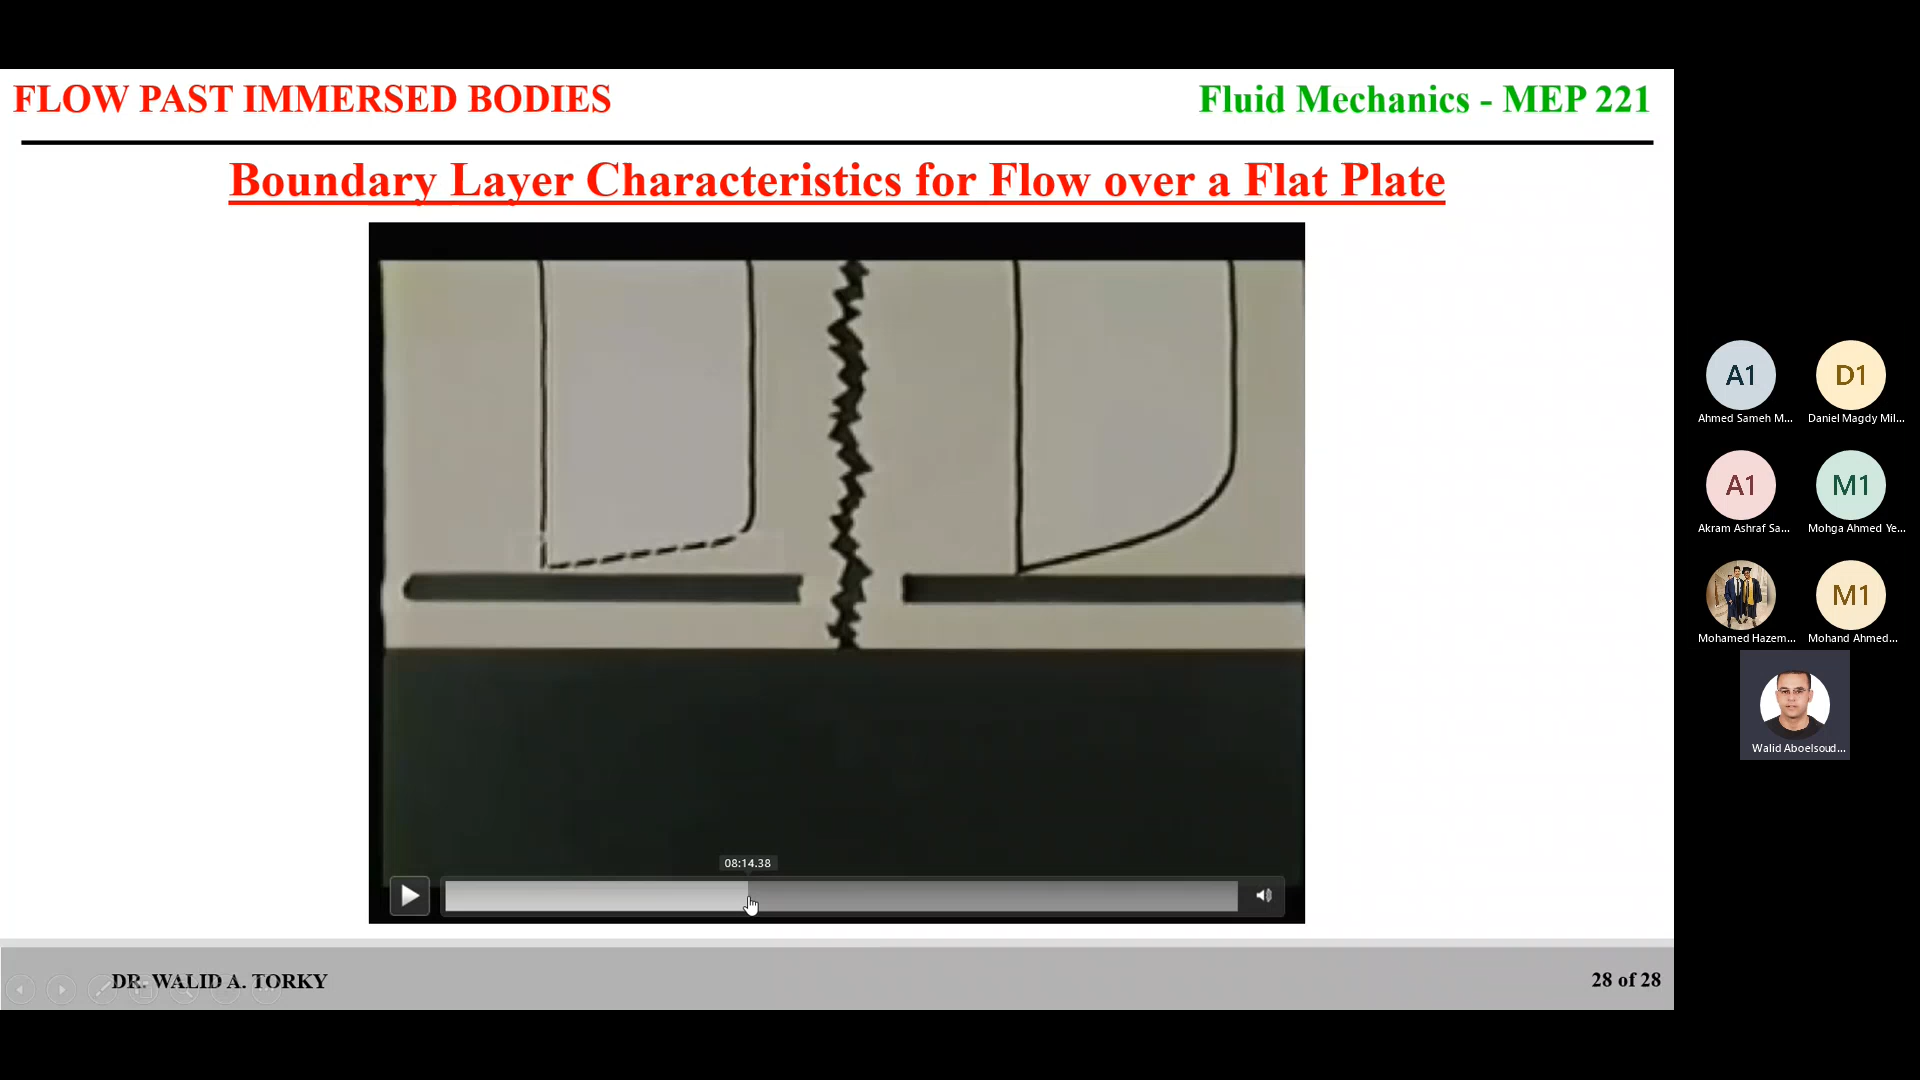 FLOW PAST IMMERSED BODIES
Fluid Mechanics - MEP 221
Boundary Layer Characteristics for Flow over a Flat Plate
08:14.38
DR. WALID A. TORKY
28 of 28
A1
D1
Ahmed Sameh M...
Daniel Magdy Mil...
A1
M1
Akram Ashraf Sa...
Mohga Ahmed Ye...
M1
Mohamed Hazem...
Mohand Ahmed...
Walid Aboelsoud...